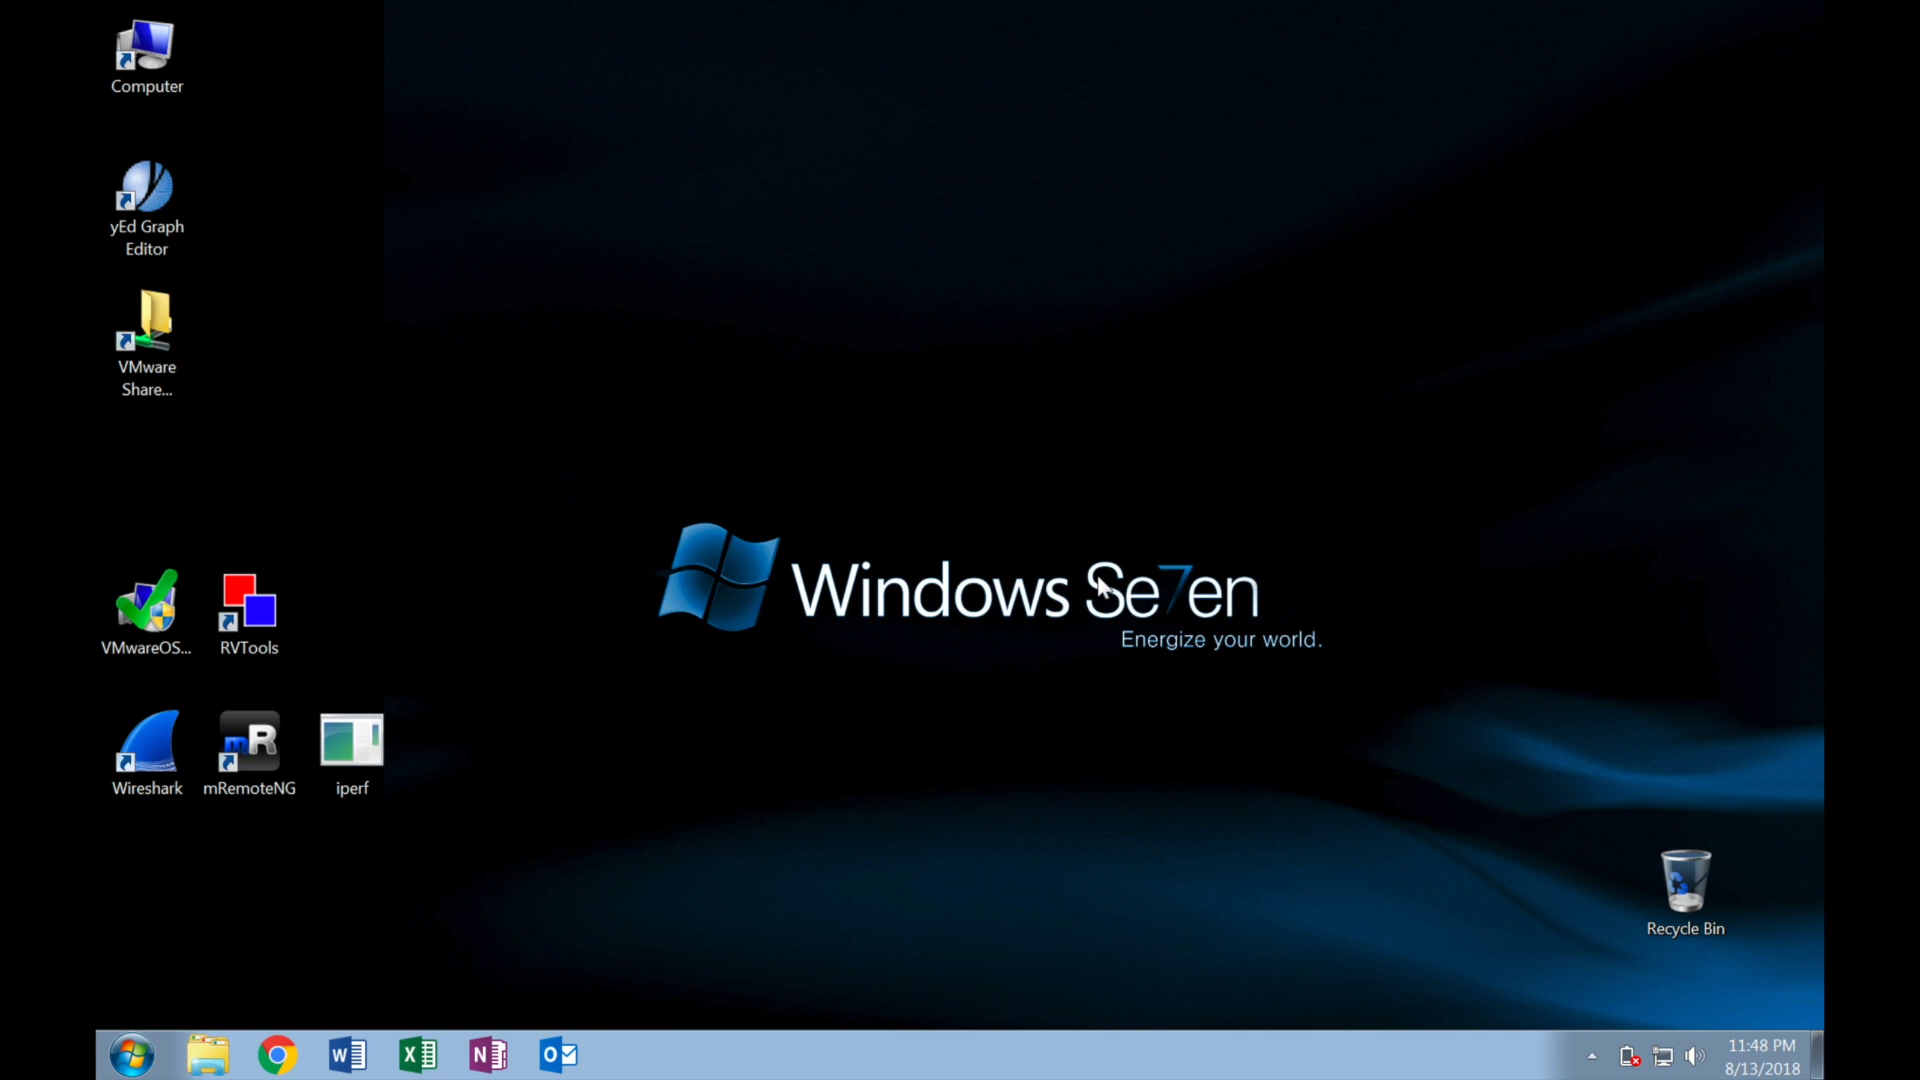 Computer
yEd Graph
Editor
VMware
Share...
VMwareOS...
RVTools
Wireshark
mR
mRemoteNG
iperf
Windows Se7en
Energize your world.
Recycle Bin
W
X
N
O
11:48 PM
8/13/2018